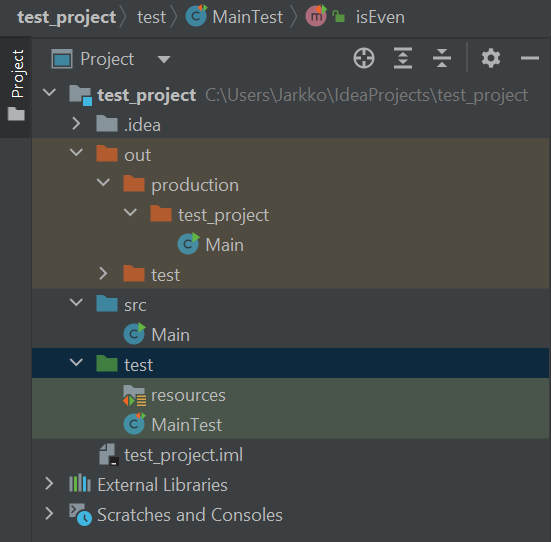 test_project test MainTest m isEven
Project
Project
test_project C:\Users\Jarkko\IdeaProjects\test_project
.idea
out
production
test_project
C Main
test
src
C Main
test
resources
C MainTest
test_project.iml
External Libraries
Scratches and Consoles